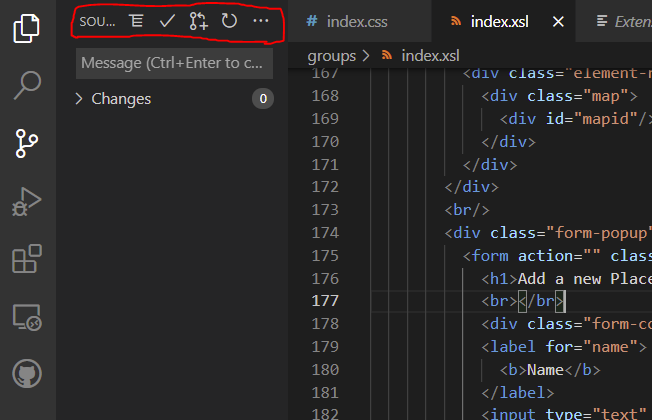 SOU...
Message (Ctrl+Enter to c...
Changes 0
# index.css
index.xsl
Exten
groups > index.xsl
167 <div class="element-
168 <div class="map">
169 <div id="mapid"/>
170 </div>
171 </div>
172 </div>
173 <br/>
174 <div class="form-popup"
175 <form action="" clas
176 <h1>Add a new Place
177 <br></br>
178 <div class="form-co
179 <label for="name">
180 <b>Name</b>
181 </label>
182 <input type="text"